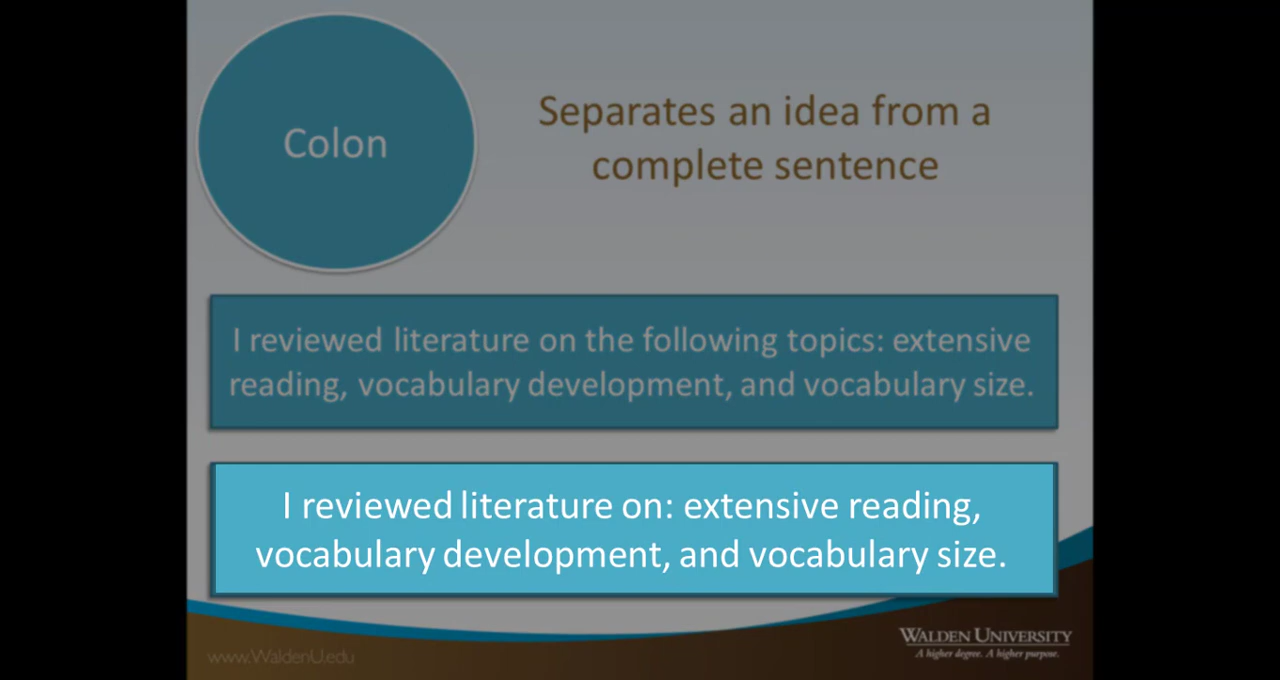 Colon
Separates an idea from a
complete sentence
I reviewed literature on the following topics: extensive
reading, vocabulary development, and vocabulary size.
I reviewed literature on: extensive reading,
vocabulary development, and vocabulary size.
www.WaldenU.edu
WALDEN UNIVERSITY
A higher degree. A higher purpose.